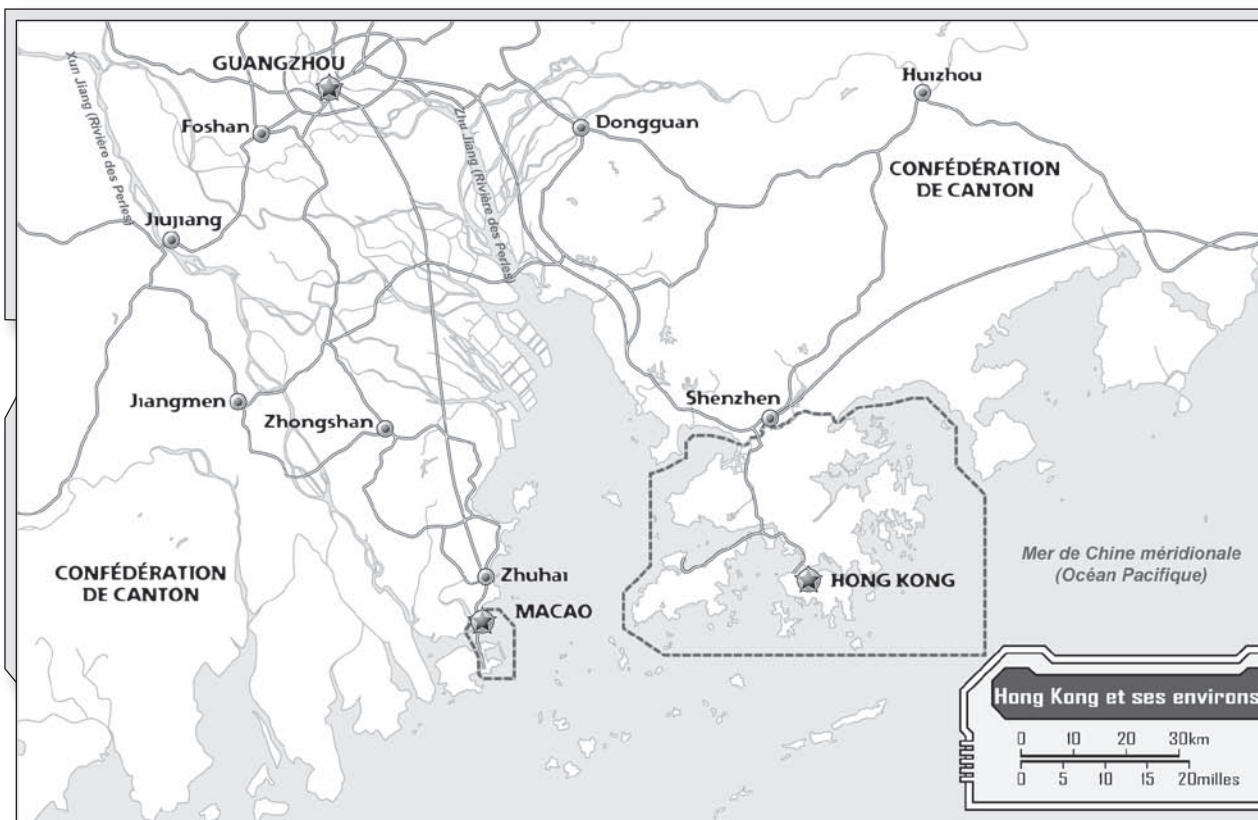 GUANGZHOU
Xun Jiang (Rivière des Perles)
Foshan
Zhu Jiang (Rivière des Perles)
Dongguan
Huizhou
CONFÉDÉRATION
DE CANTON
Jiujiang
Jiangmen
Zhongshan
Shenzhen
CONFÉDÉRATION
DE CANTON
Zhuhai
MACAO
HONG KONG
Mer de Chine méridionale
(Océan Pacifique)
Hong Kong et ses environs
0 10 20 30km
0 5 10 15 20milles